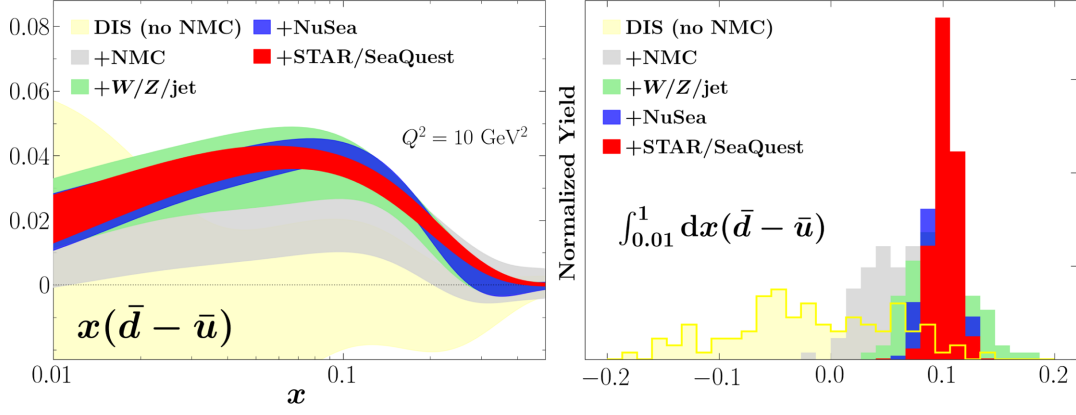 0.08
0.06
0.04
0.02
0
DIS (no NMC)
+NMC
+W/Z/jet
+NuSea
+STAR/SeaQuest
Q² = 10 GeV²
x(d̄ − ū)
0.01
0.1
x
Normalized Yield
DIS (no NMC)
+NMC
+W/Z/jet
+NuSea
+STAR/SeaQuest
∫₀.₀₁¹ dx(d̄ − ū)
−0.2
−0.1
0.0
0.1
0.2